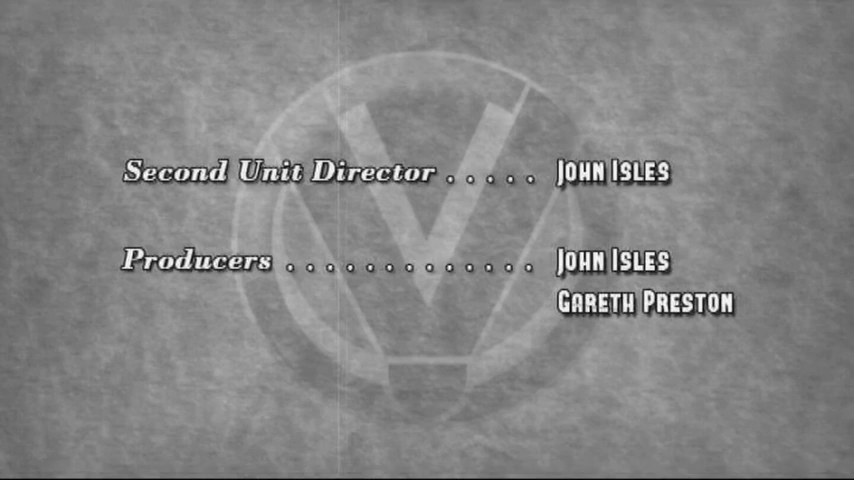 Second Unit Director . . . . . John Isles
Producers . . . . . . . . . . . . . John Isles
Gareth Preston